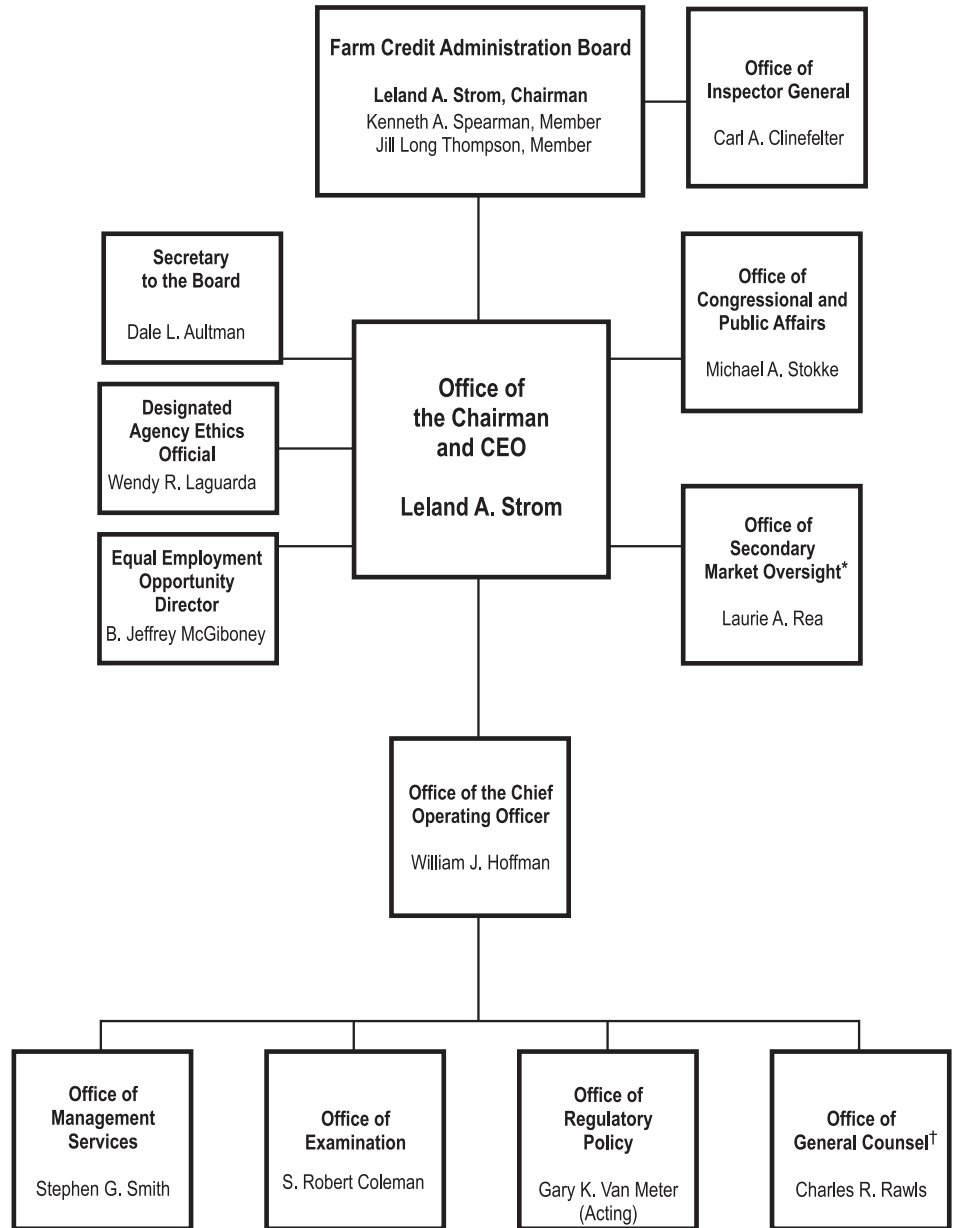 Farm Credit Administration Board
Leland A. Strom, Chairman
Kenneth A. Spearman, Member
Jill Long Thompson, Member
Office of
Inspector General
Carl A. Clinefelter
Secretary
to the Board
Dale L. Aultman
Designated
Agency Ethics
Official
Wendy R. Laguarda
Equal Employment
Opportunity
Director
B. Jeffrey McGiboney
Office of
the Chairman
and CEO
Leland A. Strom
Office of
Congressional and
Public Affairs
Michael A. Stokke
Office of
Secondary
Market Oversight*
Laurie A. Rea
Office of the Chief
Operating Officer
William J. Hoffman
Office of
Management
Services
Stephen G. Smith
Office of
Examination
S. Robert Coleman
Office of
Regulatory
Policy
Gary K. Van Meter
(Acting)
Office of
General Counsel†
Charles R. Rawls